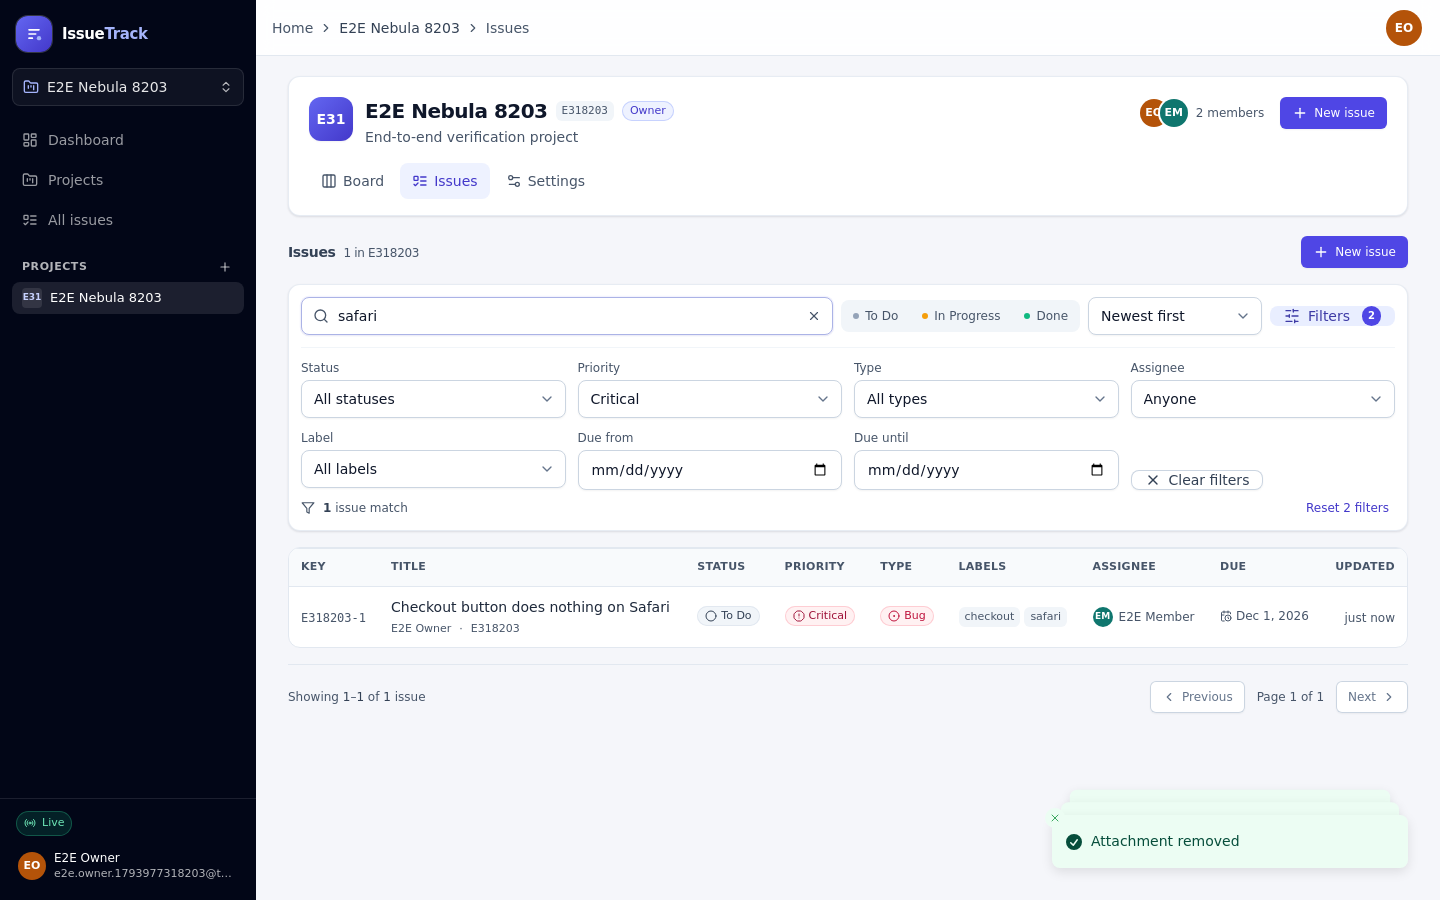 IssueTrack
E2E Nebula 8203
Dashboard
Projects
All issues
PROJECTS
E31 E2E Nebula 8203
Live
EO
E2E Owner
e2e.owner.1793977318203@t...
Home > E2E Nebula 8203 > Issues
EO
E31
E2E Nebula 8203 E318203 Owner
End-to-end verification project
EO EM 2 members
New issue
Board Issues Settings
Issues 1 in E318203
New issue
safari
To Do In Progress Done
Newest first
Filters 2
Status Priority Type Assignee
All statuses Critical All types Anyone
Label Due from Due until
All labels mm/dd/yyyy mm/dd/yyyy Clear filters
1 issue match
Reset 2 filters
KEY TITLE STATUS PRIORITY TYPE LABELS ASSIGNEE DUE UPDATED
E318203-1 Checkout button does nothing on Safari To Do Critical Bug checkout safari EM E2E Member Dec 1, 2026 just now
E2E Owner · E318203
Showing 1–1 of 1 issue
Previous Page 1 of 1 Next
Attachment removed